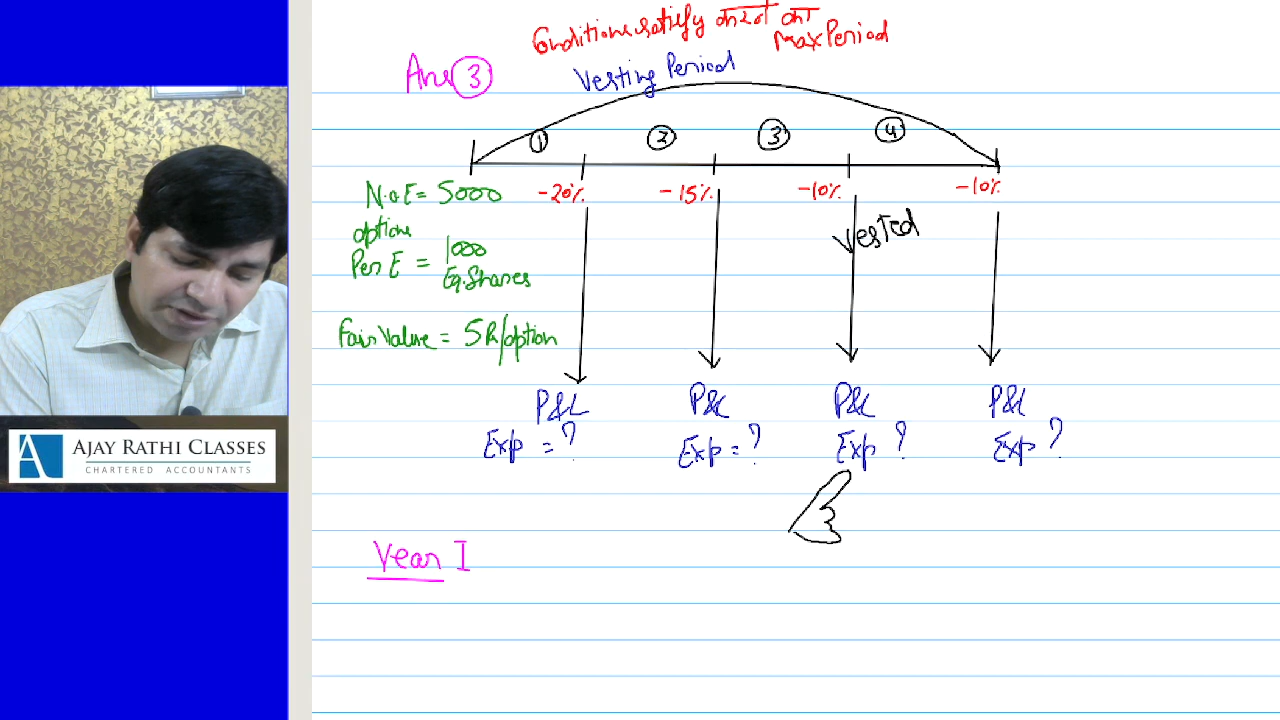 Conditions satisfy होने का
Max Period
Ans ③
Vesting Period
① ② ③ ④
-20% -15% -10% -10%
N.o.E = 5000
options
Per E = 1000
Eq. Shares
Vested
Fair Value = 5 ₹/option
P&L P&L P&L P&L
Exp = ? Exp = ? Exp ? Exp ?
AJAY RATHI CLASSES
CHARTERED ACCOUNTANTS
Year I